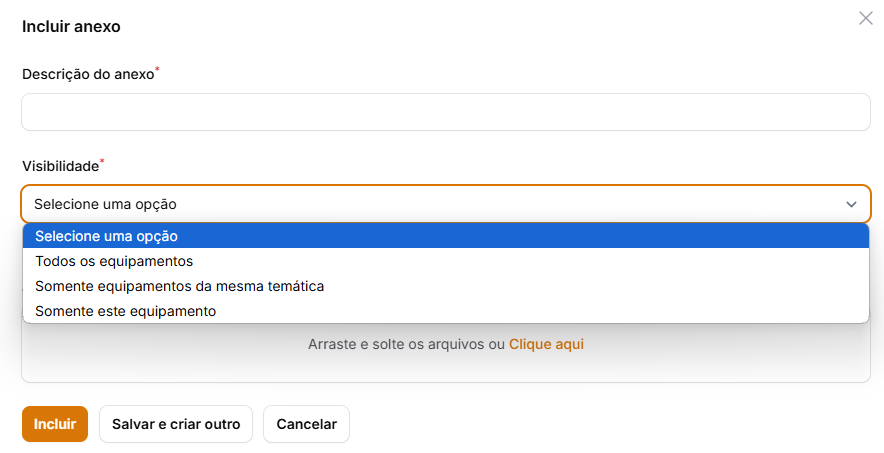 Incluir anexo
Descrição do anexo*
Visibilidade*
Selecione uma opção
Selecione uma opção
Todos os equipamentos
Somente equipamentos da mesma temática
Somente este equipamento
Arraste e solte os arquivos ou Clique aqui
Incluir
Salvar e criar outro
Cancelar